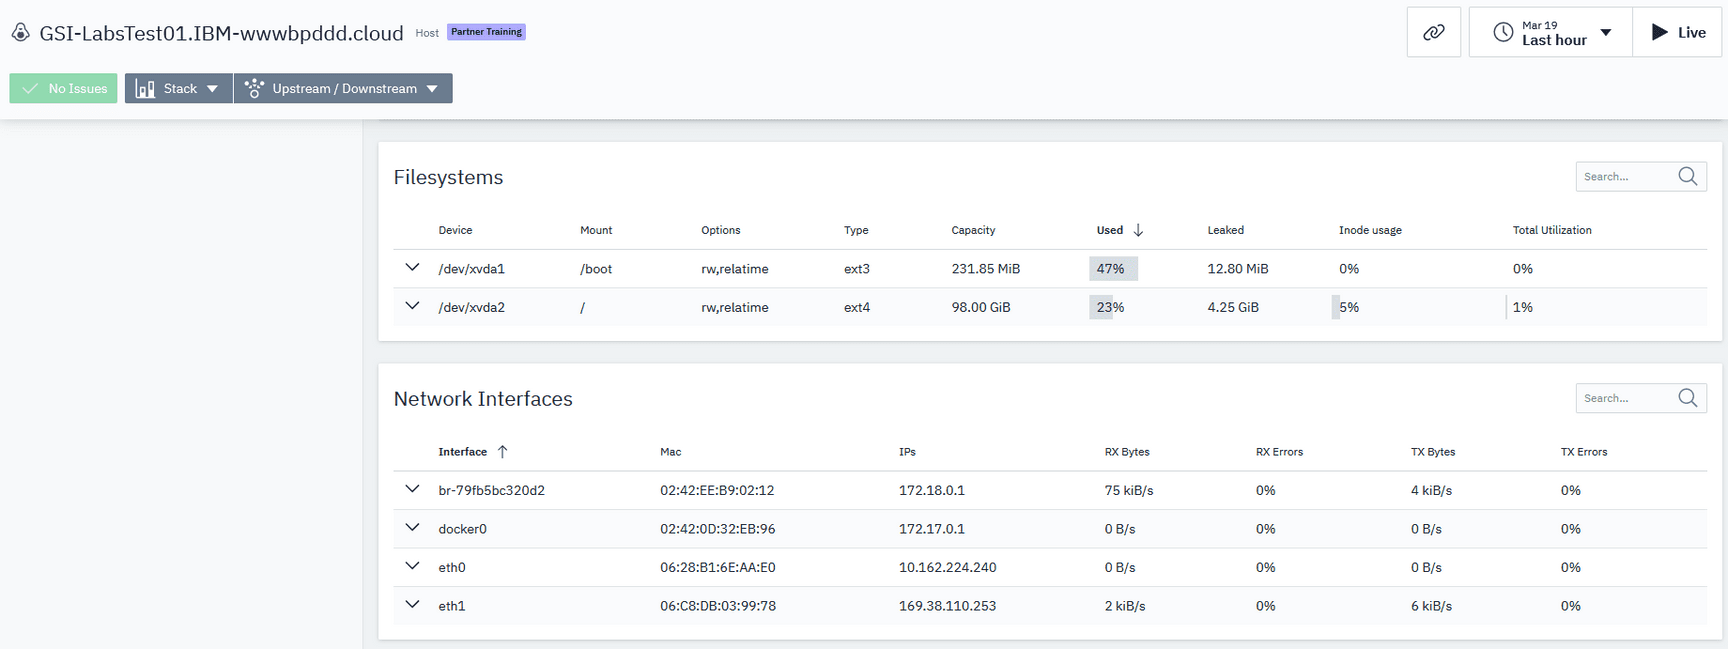 GSI-LabsTest01.IBM-wwwbpddd.cloud Host Partner Training
Mar 19
Last hour
Live
No Issues Stack Upstream / Downstream
Filesystems Search...
Device Mount Options Type Capacity Used Leaked Inode usage Total Utilization
/dev/xvda1 /boot rw,relatime ext3 231.85 MiB 47% 12.80 MiB 0% 0%
/dev/xvda2 / rw,relatime ext4 98.00 GiB 23% 4.25 GiB 5% 1%
Network Interfaces Search...
Interface Mac IPs RX Bytes RX Errors TX Bytes TX Errors
br-79fb5bc320d2 02:42:EE:B9:02:12 172.18.0.1 75 kiB/s 0% 4 kiB/s 0%
docker0 02:42:0D:32:EB:96 172.17.0.1 0 B/s 0% 0 B/s 0%
eth0 06:28:B1:6E:AA:E0 10.162.224.240 0 B/s 0% 0 B/s 0%
eth1 06:C8:DB:03:99:78 169.38.110.253 2 kiB/s 0% 6 kiB/s 0%